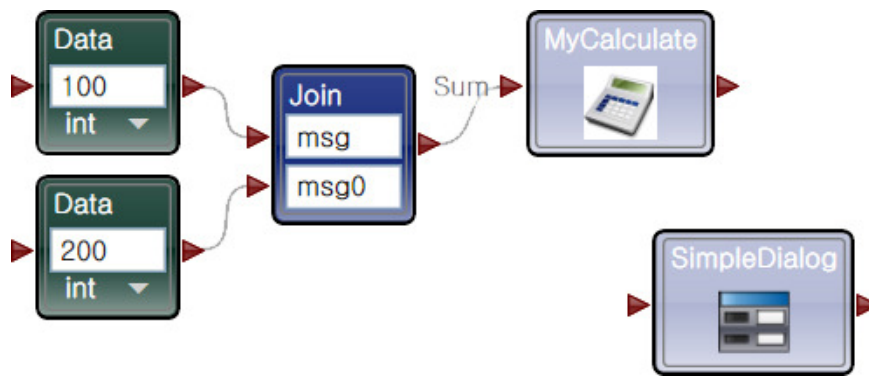 Data
100
int
Data
200
int
Join
msg
msg0
Sum
MyCalculate
SimpleDialog